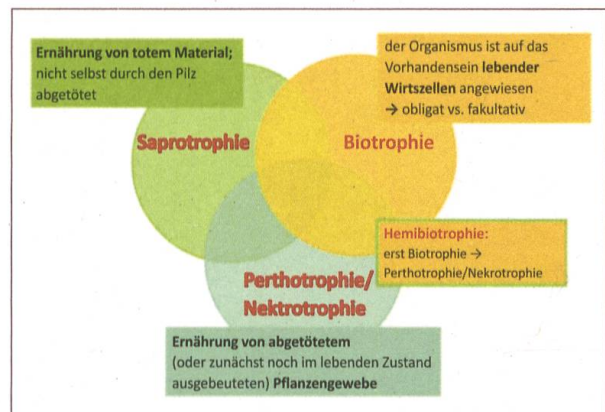 Ernährung von totem Material;
nicht selbst durch den Pilz
abgetötet
der Organismus ist auf das
Vorhandensein lebender
Wirtszellen angewiesen
→ obligat vs. fakultativ
Saprotrophie
Biotrophie
Hemibiotrophie:
erst Biotrophie →
Perthotrophie/Nekrotrophie
Perthotrophie/
Nektrotrophie
Ernährung von abgetötetem
(oder zunächst noch im lebenden Zustand
ausgebeuteten) Pflanzengewebe